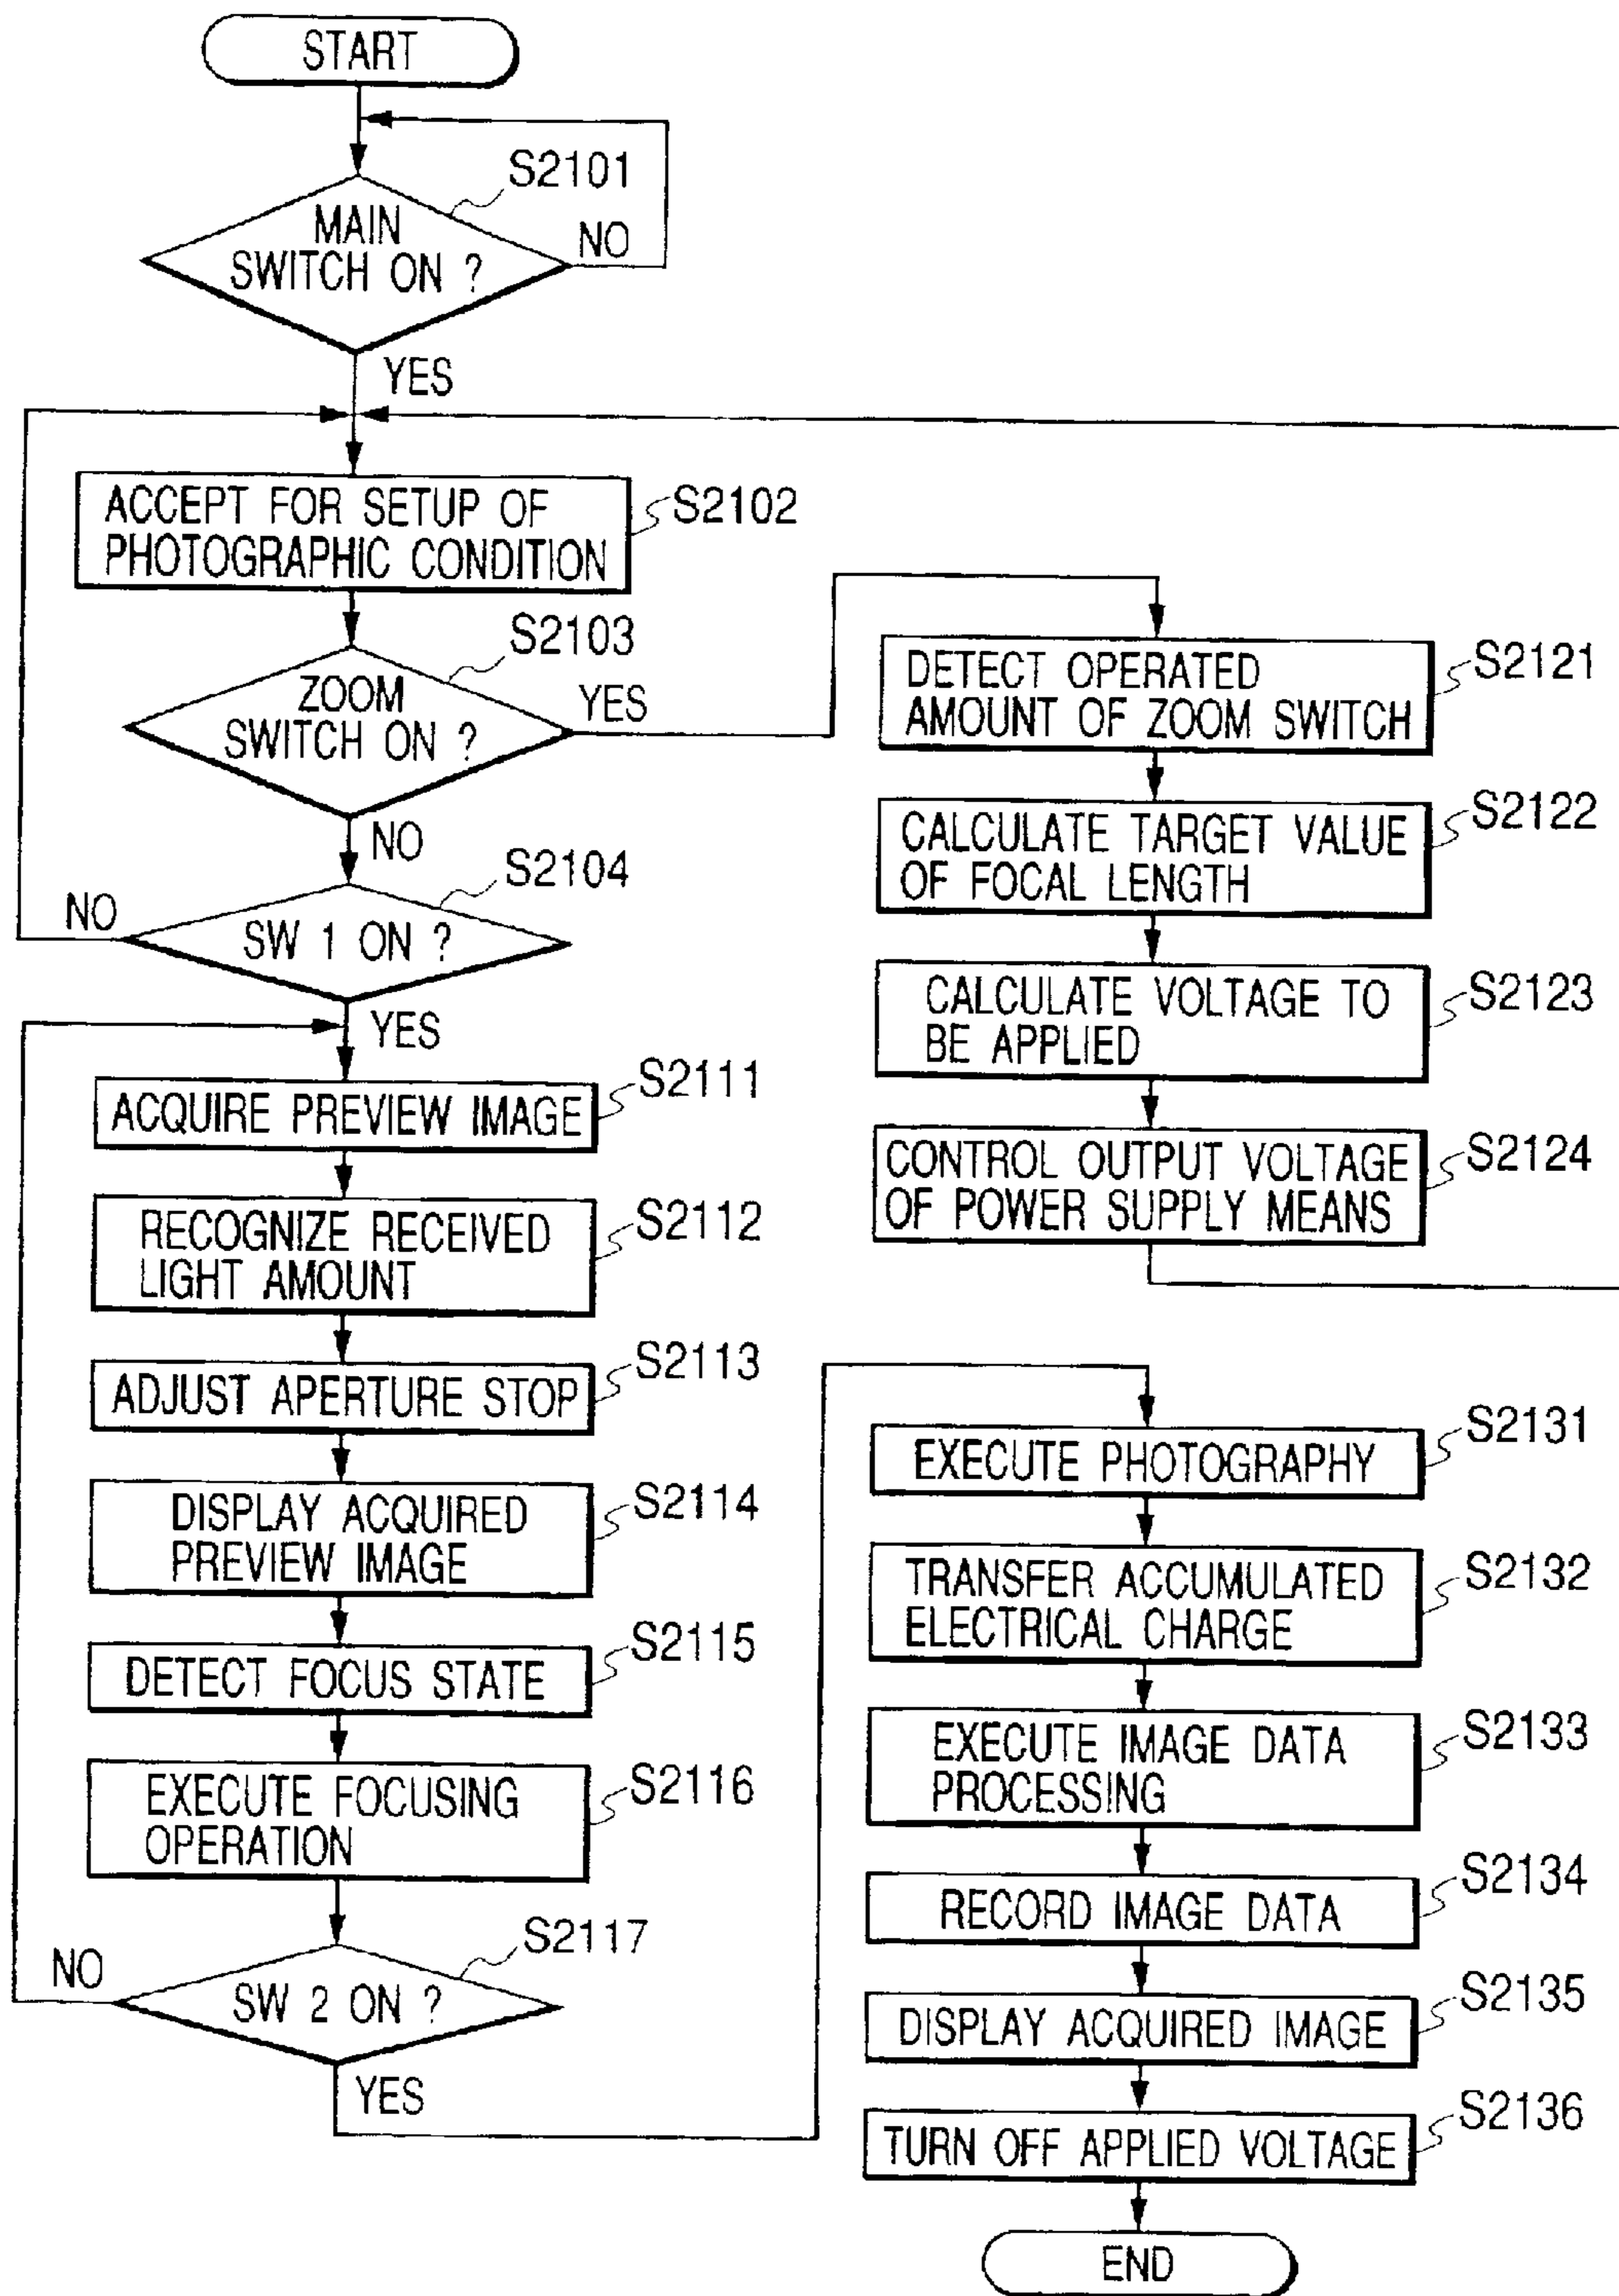 START
S2101
MAIN
SWITCH ON ?
NO
YES
ACCEPT FOR SETUP OF
PHOTOGRAPHIC CONDITION
S2102
S2103
ZOOM
SWITCH ON ?
YES
NO
S2104
NO
SW 1 ON ?
YES
ACQUIRE PREVIEW IMAGE
S2111
RECOGNIZE RECEIVED
LIGHT AMOUNT
S2112
ADJUST APERTURE STOP
S2113
DISPLAY ACQUIRED
PREVIEW IMAGE
S2114
DETECT FOCUS STATE
S2115
EXECUTE FOCUSING
OPERATION
S2116
S2117
NO
SW 2 ON ?
YES
DETECT OPERATED
AMOUNT OF ZOOM SWITCH
S2121
CALCULATE TARGET VALUE
OF FOCAL LENGTH
S2122
CALCULATE VOLTAGE TO
BE APPLIED
S2123
CONTROL OUTPUT VOLTAGE
OF POWER SUPPLY MEANS
S2124
EXECUTE PHOTOGRAPHY
S2131
TRANSFER ACCUMULATED
ELECTRICAL CHARGE
S2132
EXECUTE IMAGE DATA
PROCESSING
S2133
RECORD IMAGE DATA
S2134
DISPLAY ACQUIRED IMAGE
S2135
TURN OFF APPLIED VOLTAGE
S2136
END